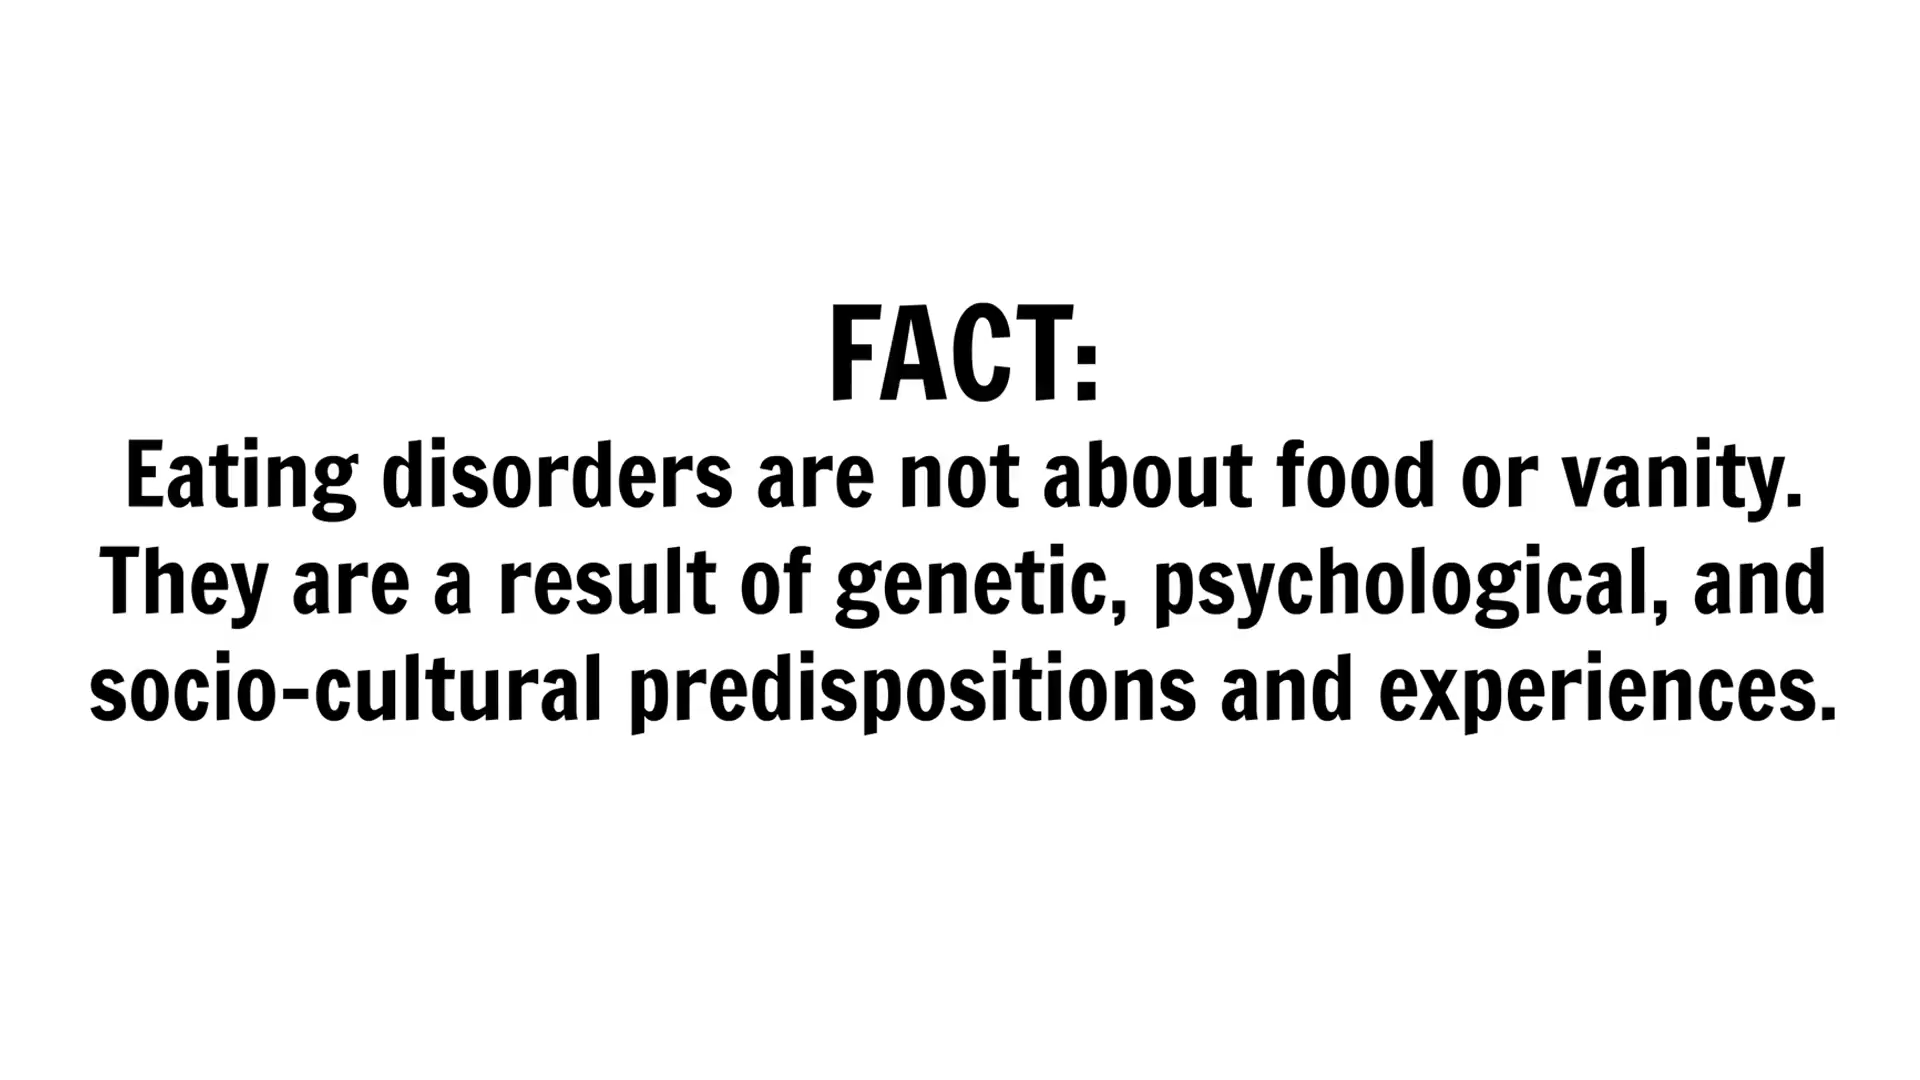 FACT:
Eating disorders are not about food or vanity.
They are a result of genetic, psychological, and
socio-cultural predispositions and experiences.